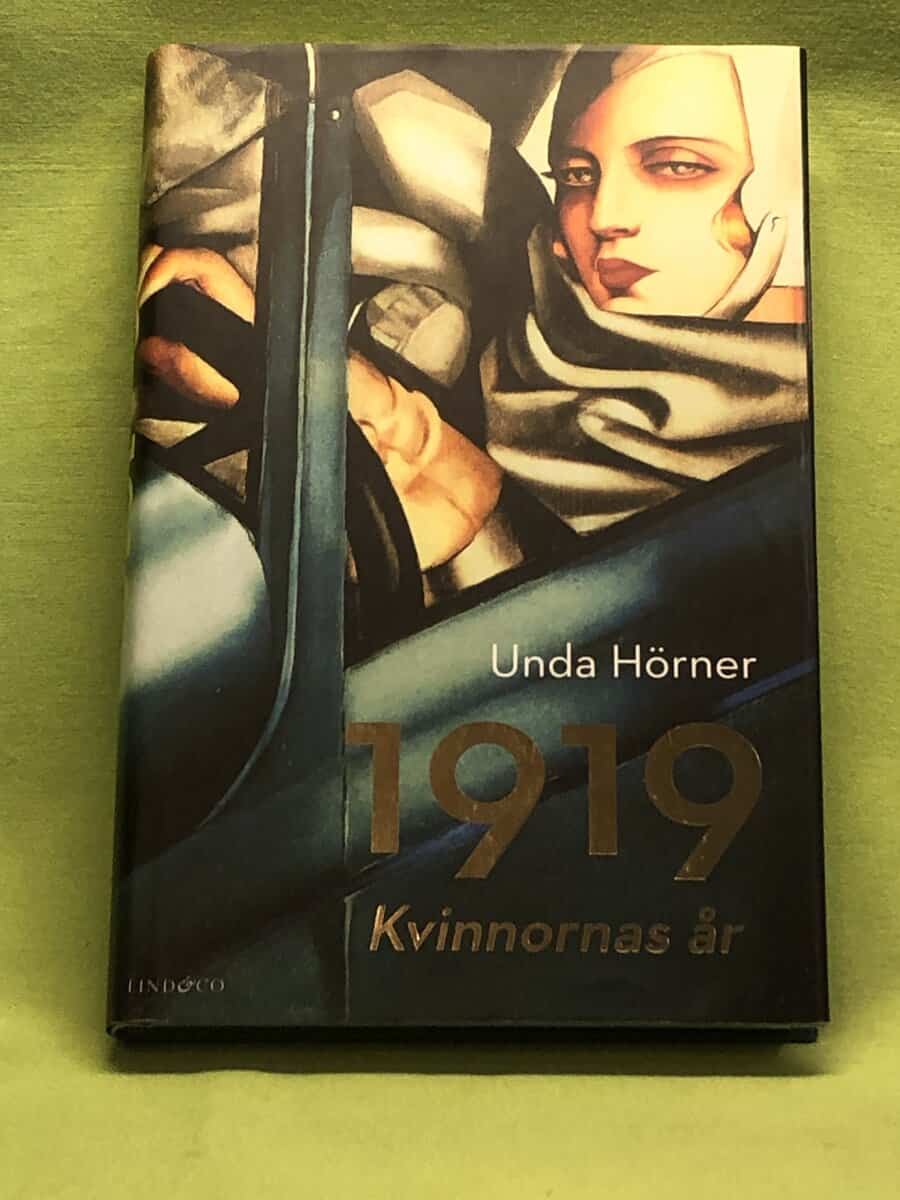 Unda Hörner
1919
Kvinnornas år
LIND&CO